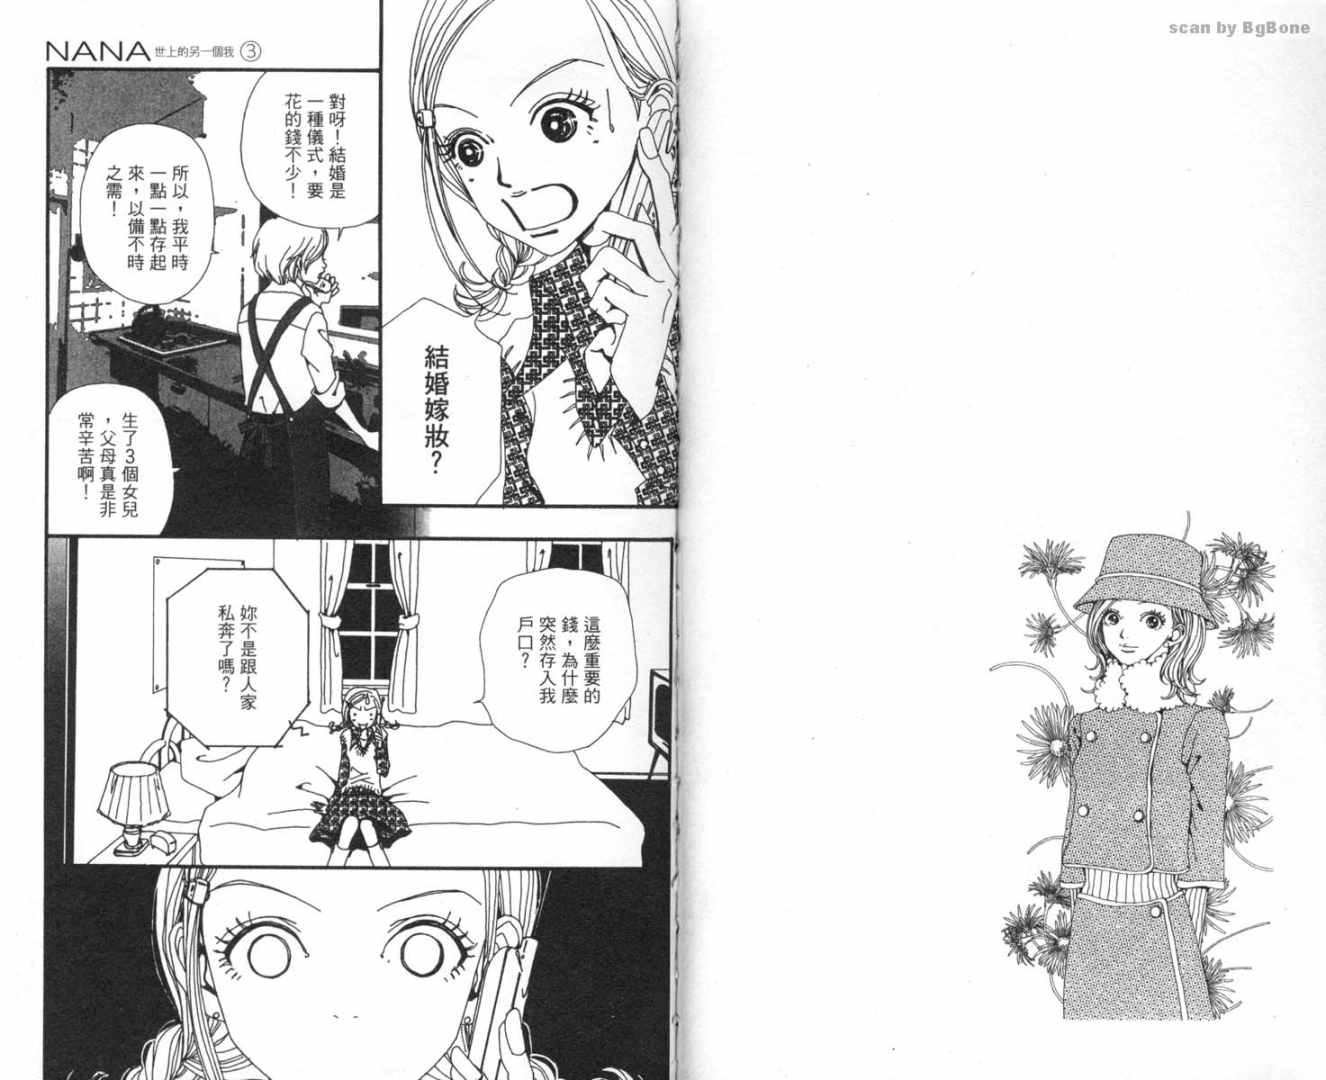 scan by BgBone
NANA 世上的另一個我 ③
結婚嫁妝？
對呀！結婚是
一種儀式，要
花的錢不少！
所以，我平時
一點一點存起
來，以備不時
之需！
生了3個女兒
，父母真是非
常辛苦啊！
這麼重要的
錢，為什麼
突然存入我
戶口？
妳不是跟人家
私奔了嗎？